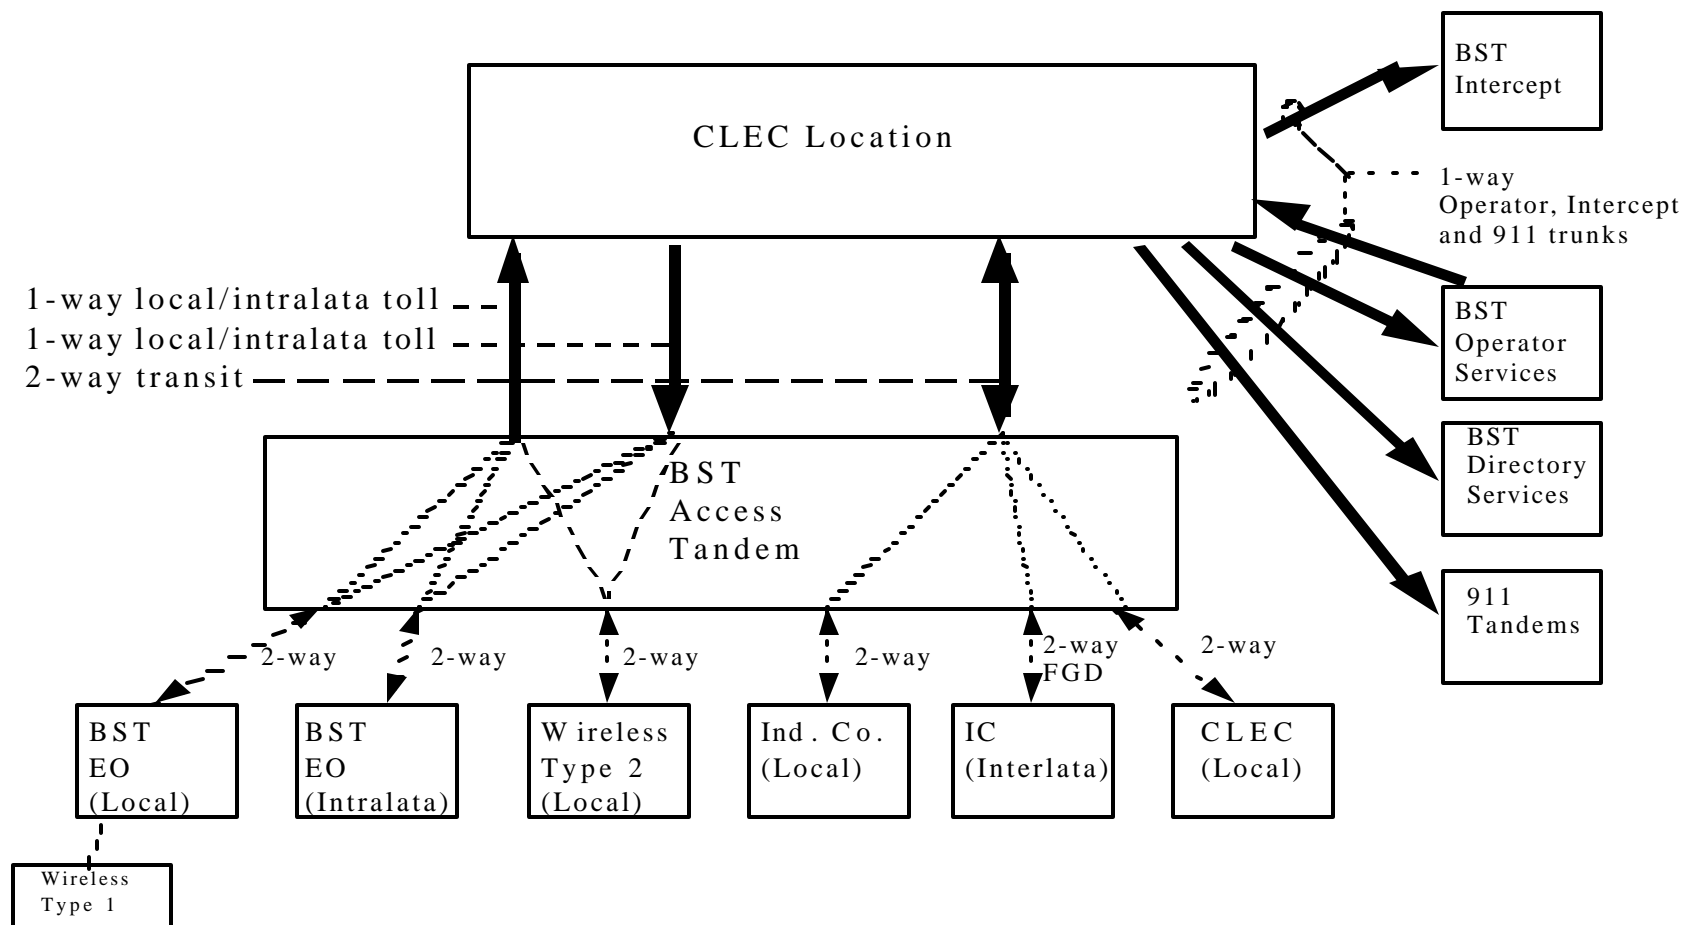 BST
Intercept
CLEC Location
1-way
Operator, Intercept
and 911 trunks
1-way local/intralata toll
1-way local/intralata toll
2-way transit
BST
Operator
Services
BST
Directory
Services
BST
Access
Tandem
911
Tandems
2-way
2-way
2-way
2-way
2-way
FGD
2-way
BST
EO
(Local)
BST
EO
(Intralata)
Wireless
Type 2
(Local)
Ind. Co.
(Local)
IC
(Interlata)
CLEC
(Local)
Wireless
Type 1